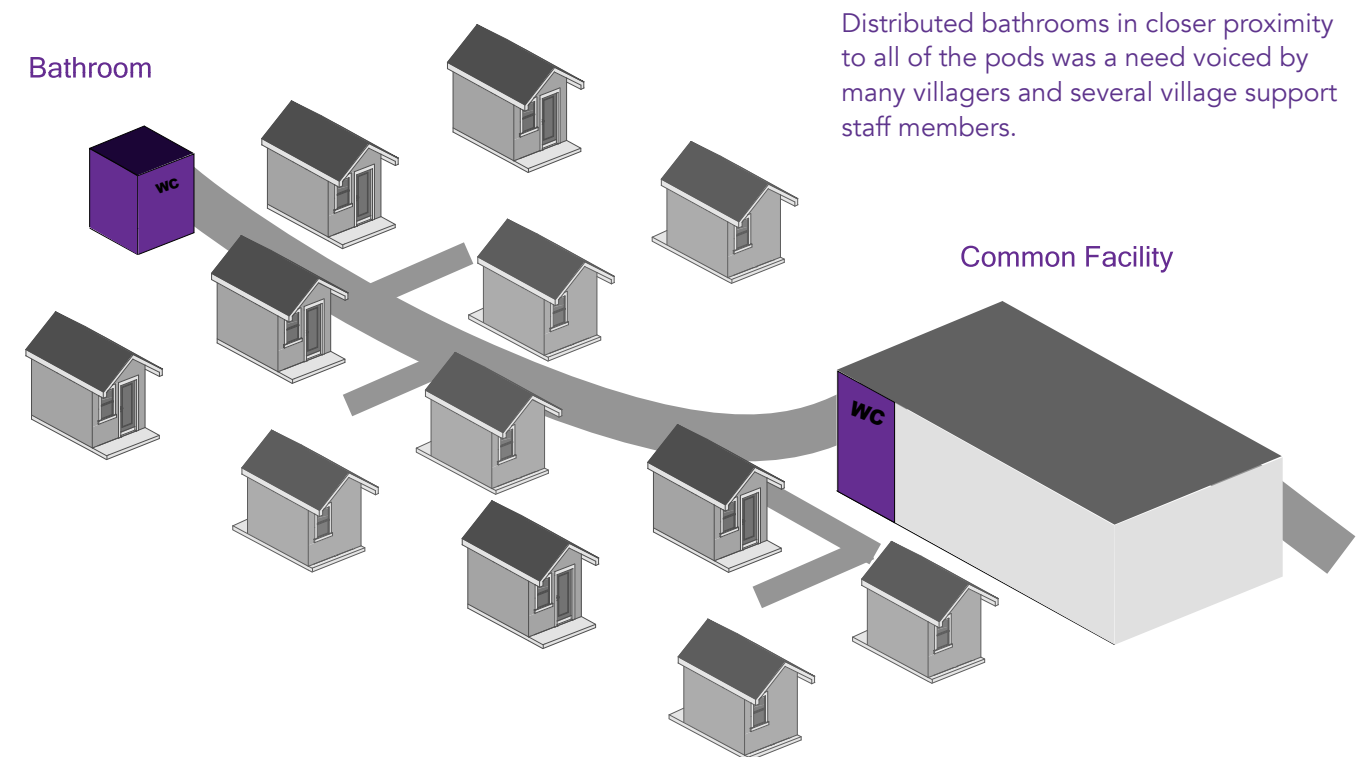 Distributed bathrooms in closer proximity
to all of the pods was a need voiced by
many villagers and several village support
staff members.
Bathroom
WC
Common Facility
WC